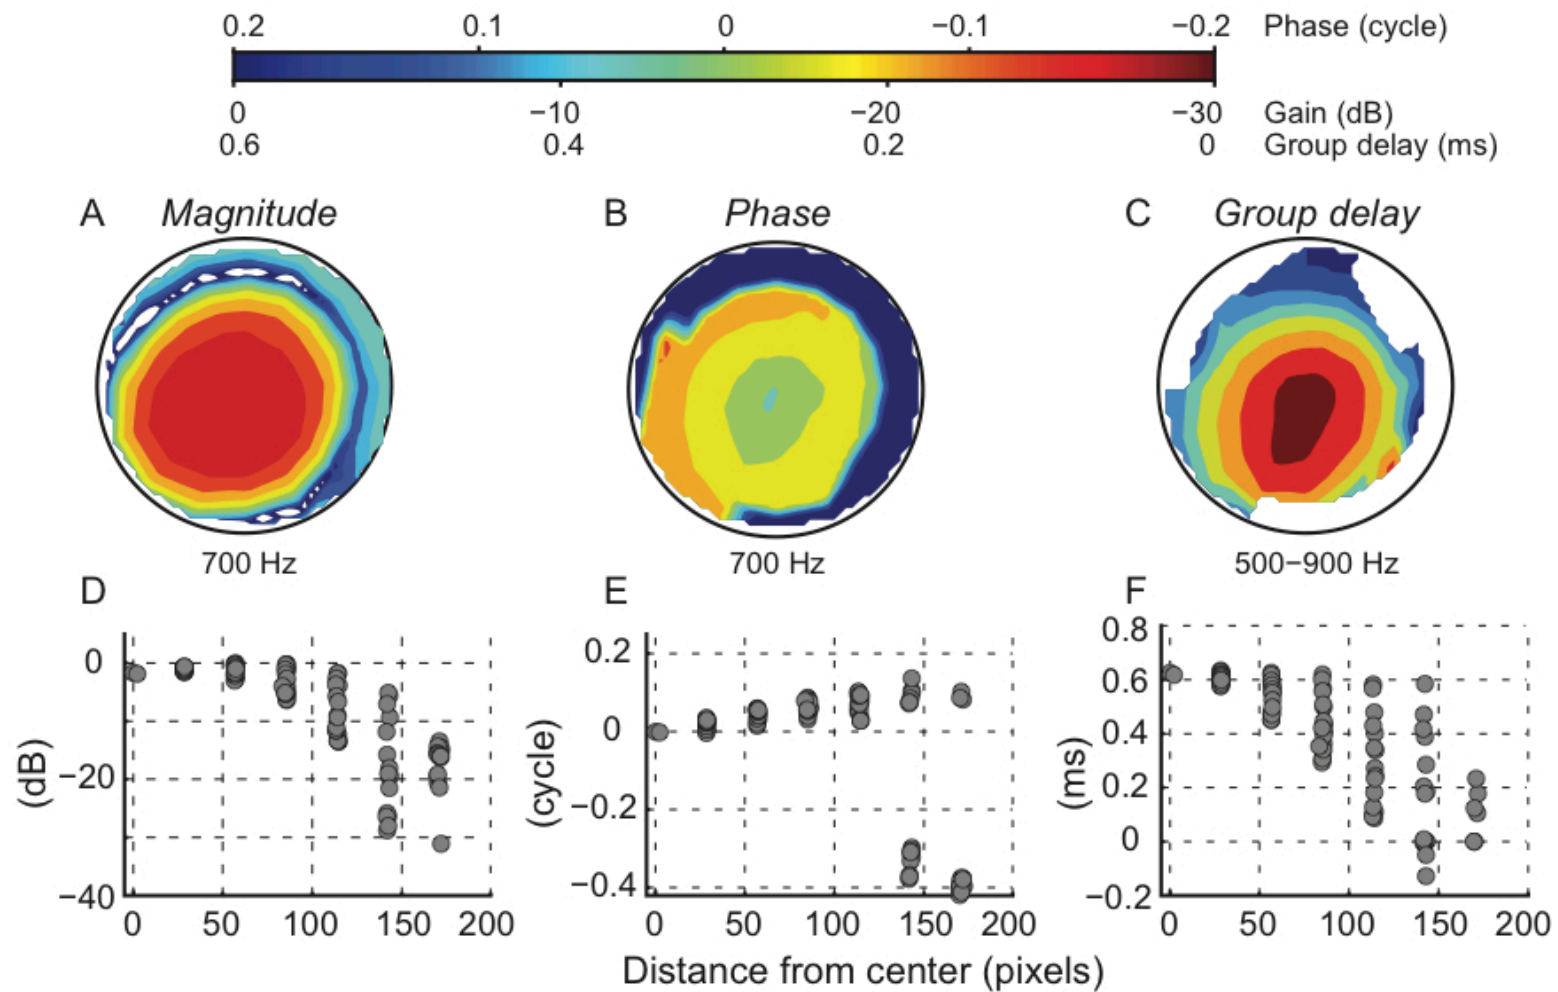 0.2 0.1 0 −0.1 −0.2 Phase (cycle)
0 −10 −20 −30 Gain (dB)
0.6 0.4 0.2 0 Group delay (ms)
A Magnitude B Phase C Group delay
700 Hz 700 Hz 500−900 Hz
D E F
0
−20
−40
(dB)
0 50 100 150 200
0.2
0
−0.2
−0.4
(cycle)
0 50 100 150 200
0.8
0.6
0.4
0.2
0
−0.2
(ms)
0 50 100 150 200
Distance from center (pixels)